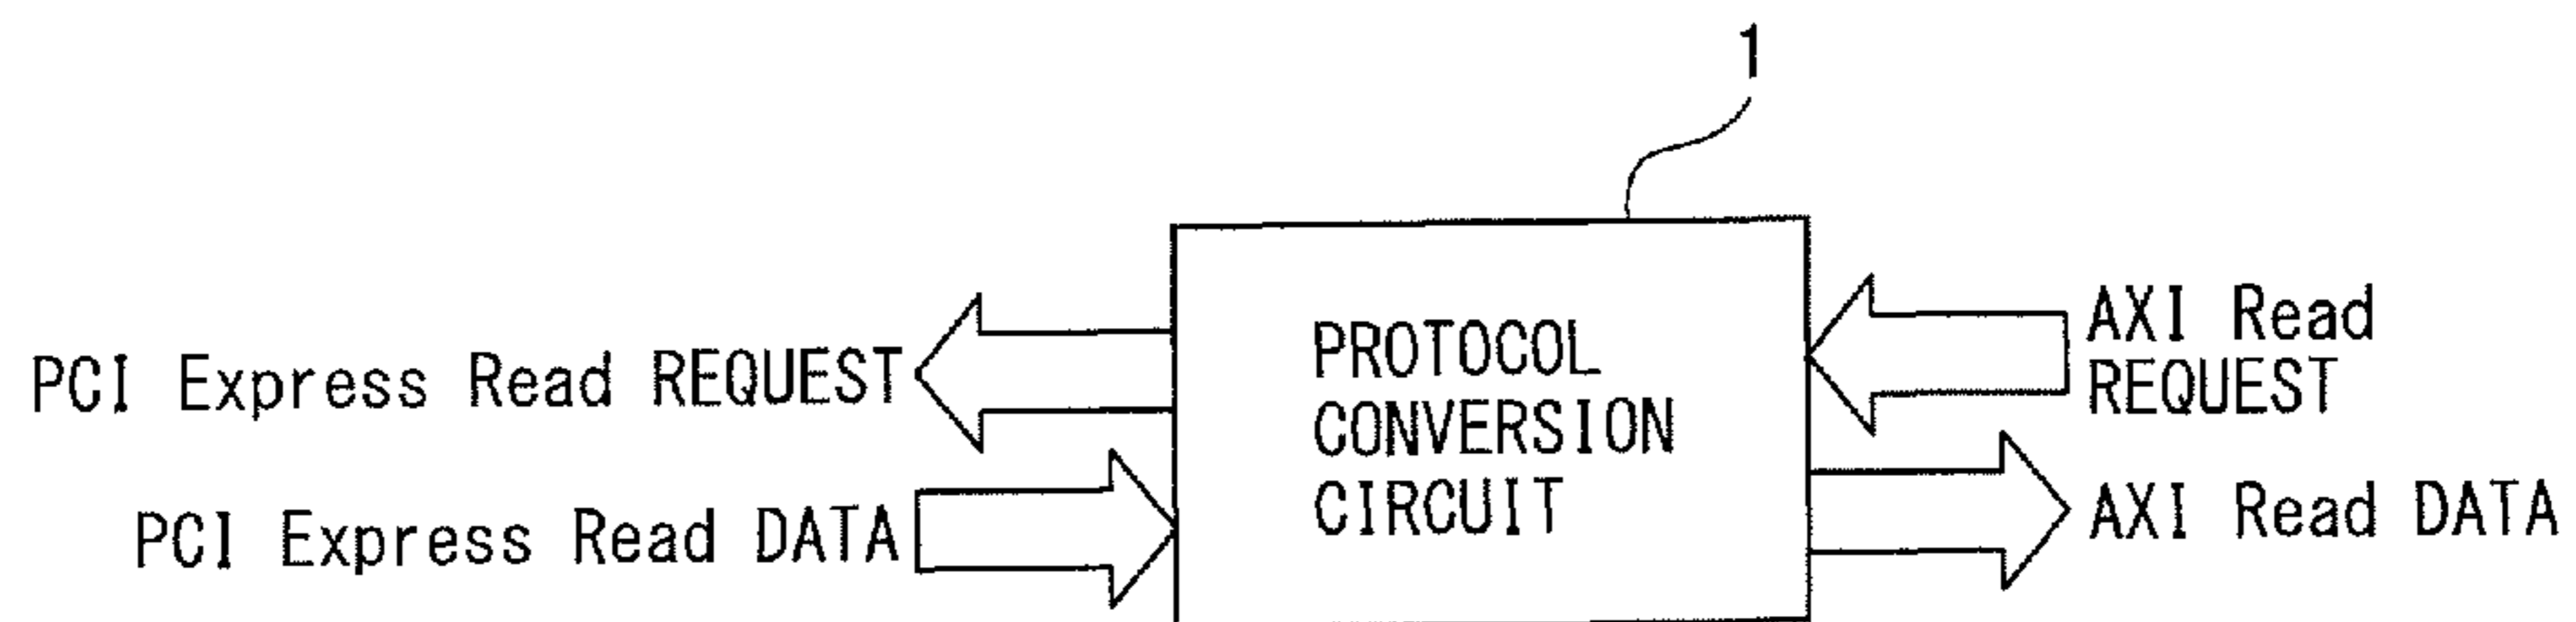 1
PCI Express Read REQUEST
PCI Express Read DATA
PROTOCOL
CONVERSION
CIRCUIT
AXI Read
REQUEST
AXI Read DATA